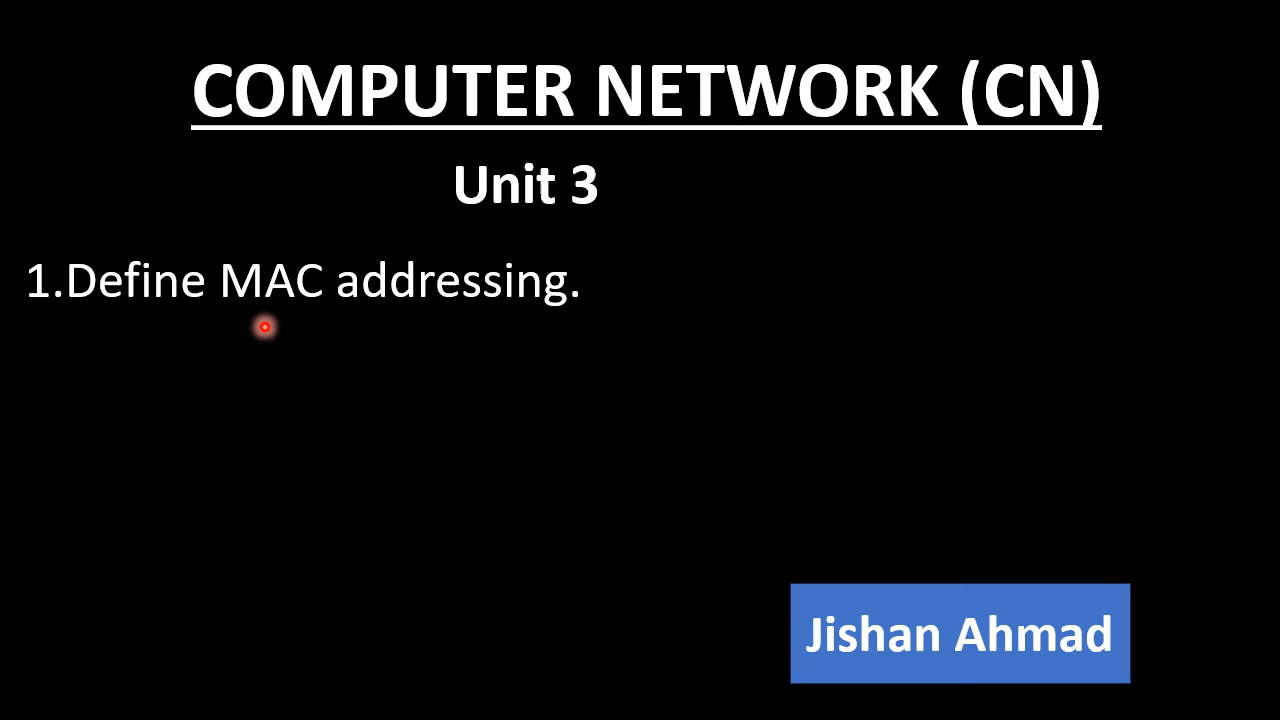 COMPUTER NETWORK (CN)
Unit 3
1.Define MAC addressing.
Jishan Ahmad